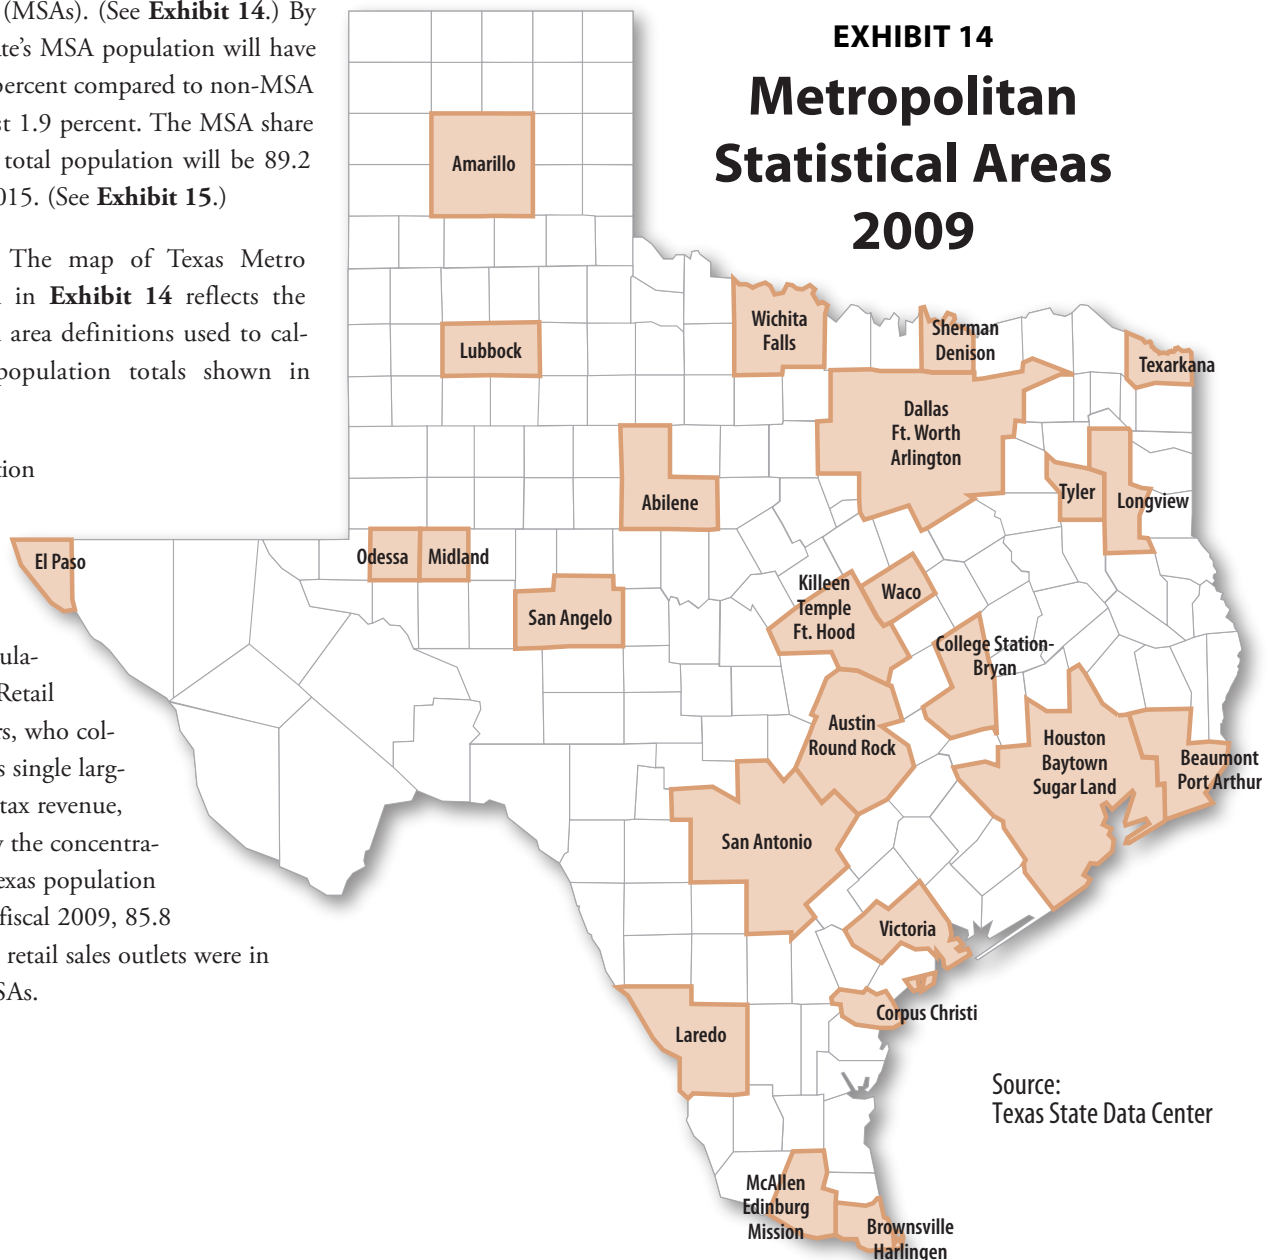 (MSAs). (See Exhibit 14.) By
te's MSA population will have
percent compared to non-MSA
st 1.9 percent. The MSA share
total population will be 89.2
015. (See Exhibit 15.)
The map of Texas Metro
in Exhibit 14 reflects the
area definitions used to cal-
population totals shown in
tion
ula-
Retail
rs, who col-
s single larg-
tax revenue,
y the concentra-
exas population
fiscal 2009, 85.8
retail sales outlets were in
SAs.
EXHIBIT 14
Metropolitan
Statistical Areas
2009
Amarillo
Lubbock
Wichita
Falls
Sherman
Denison
Texarkana
Dallas
Ft. Worth
Arlington
Abilene
Tyler
Longview
El Paso
Odessa
Midland
San Angelo
Killeen
Temple
Ft. Hood
Waco
College Station-
Bryan
Austin
Round Rock
Houston
Baytown
Sugar Land
Beaumont
Port Arthur
San Antonio
Victoria
Corpus Christi
Laredo
McAllen
Edinburg
Mission
Brownsville
Harlingen
Source:
Texas State Data Center